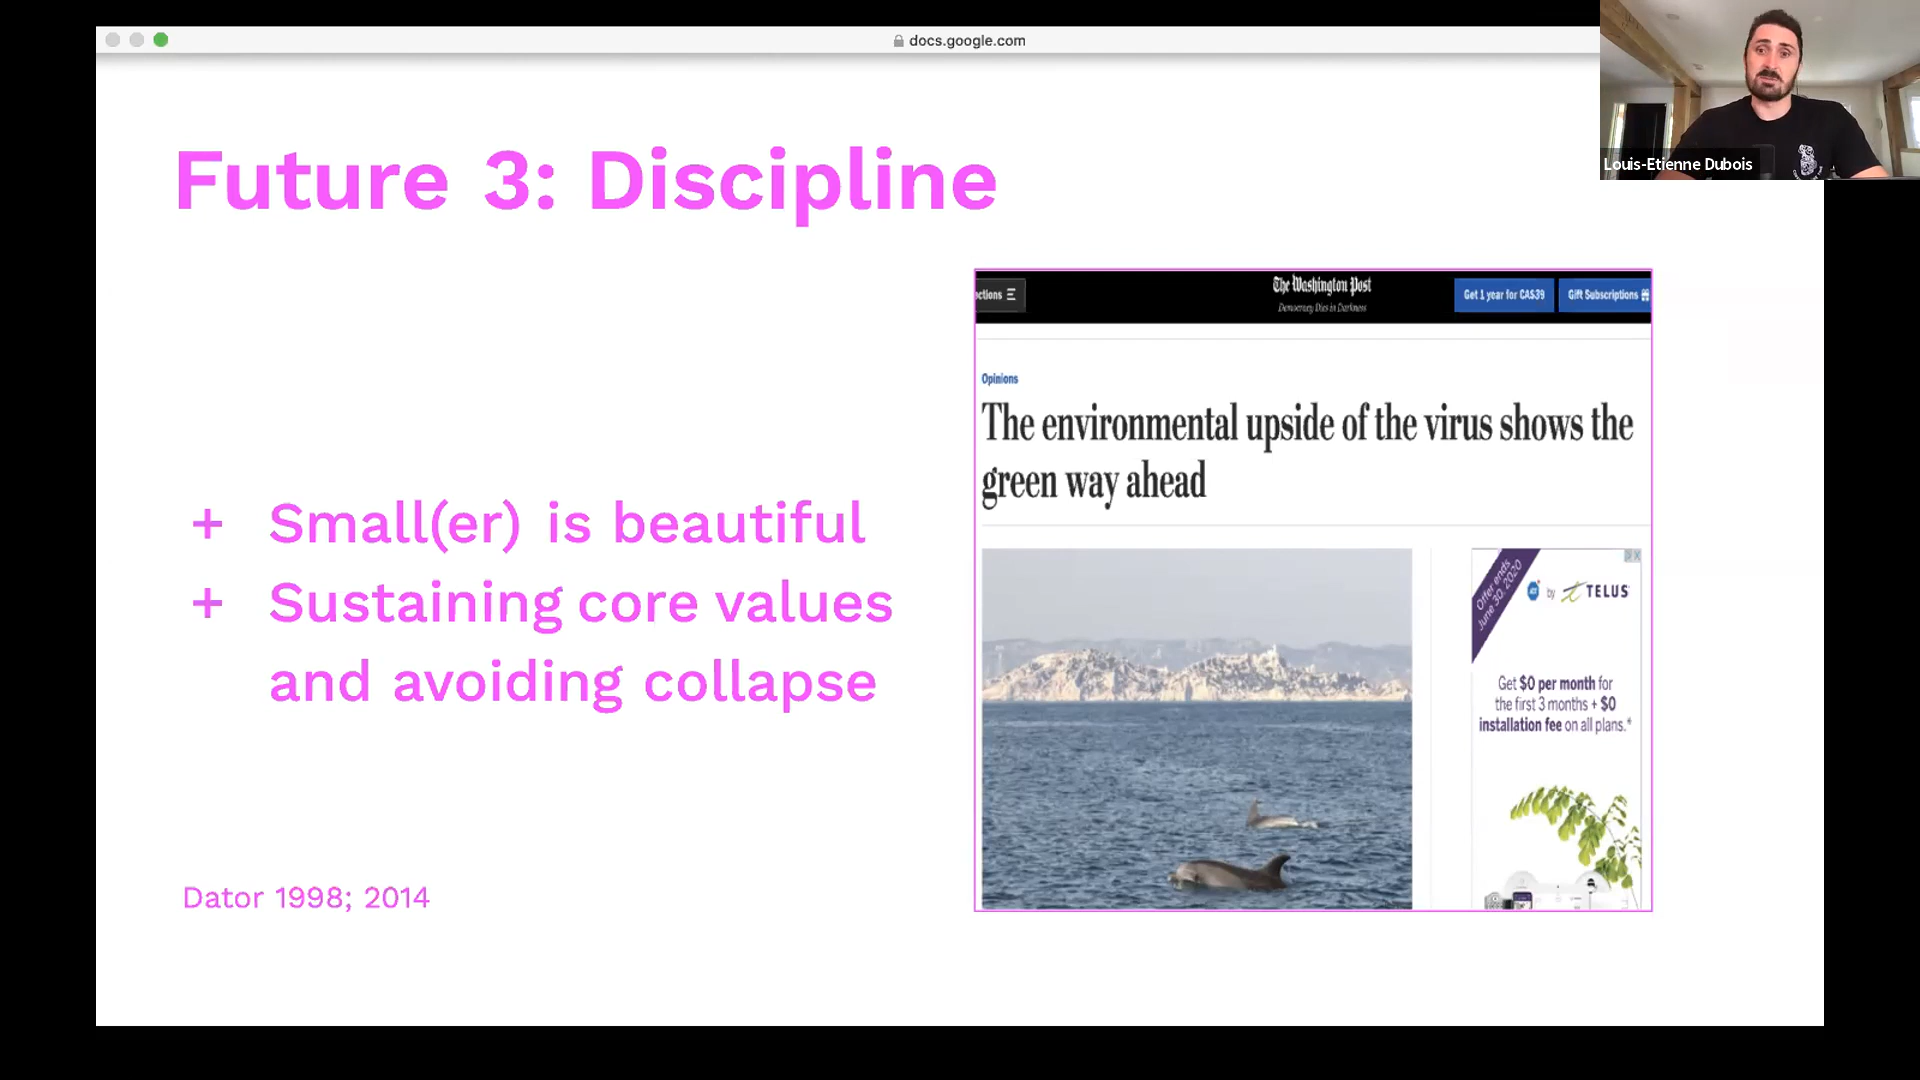 docs.google.com
Louis-Etienne Dubois
Future 3: Discipline
+ Small(er) is beautiful
+ Sustaining core values
and avoiding collapse
Dator 1998; 2014
ctions
The Washington Post
Democracy Dies in Darkness
Get 1 year for CA$39
Gift Subscriptions
Opinions
The environmental upside of the virus shows the
green way ahead
Offer ends
June 30, 2020
ADT by TELUS
Get $0 per month for
the first 3 months + $0
installation fee on all plans.*